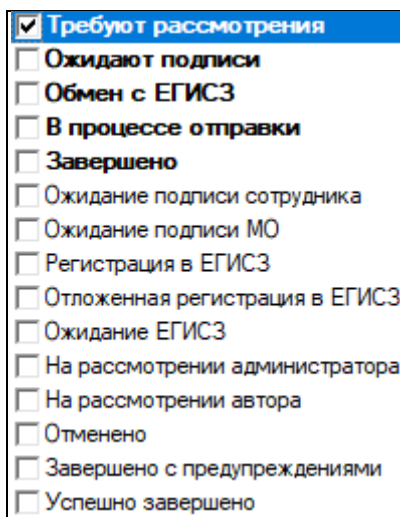 Требуют рассмотрения
Ожидают подписи
Обмен с ЕГИСЗ
В процессе отправки
Завершено
Ожидание подписи сотрудника
Ожидание подписи МО
Регистрация в ЕГИСЗ
Отложенная регистрация в ЕГИСЗ
Ожидание ЕГИСЗ
На рассмотрении администратора
На рассмотрении автора
Отменено
Завершено с предупреждениями
Успешно завершено